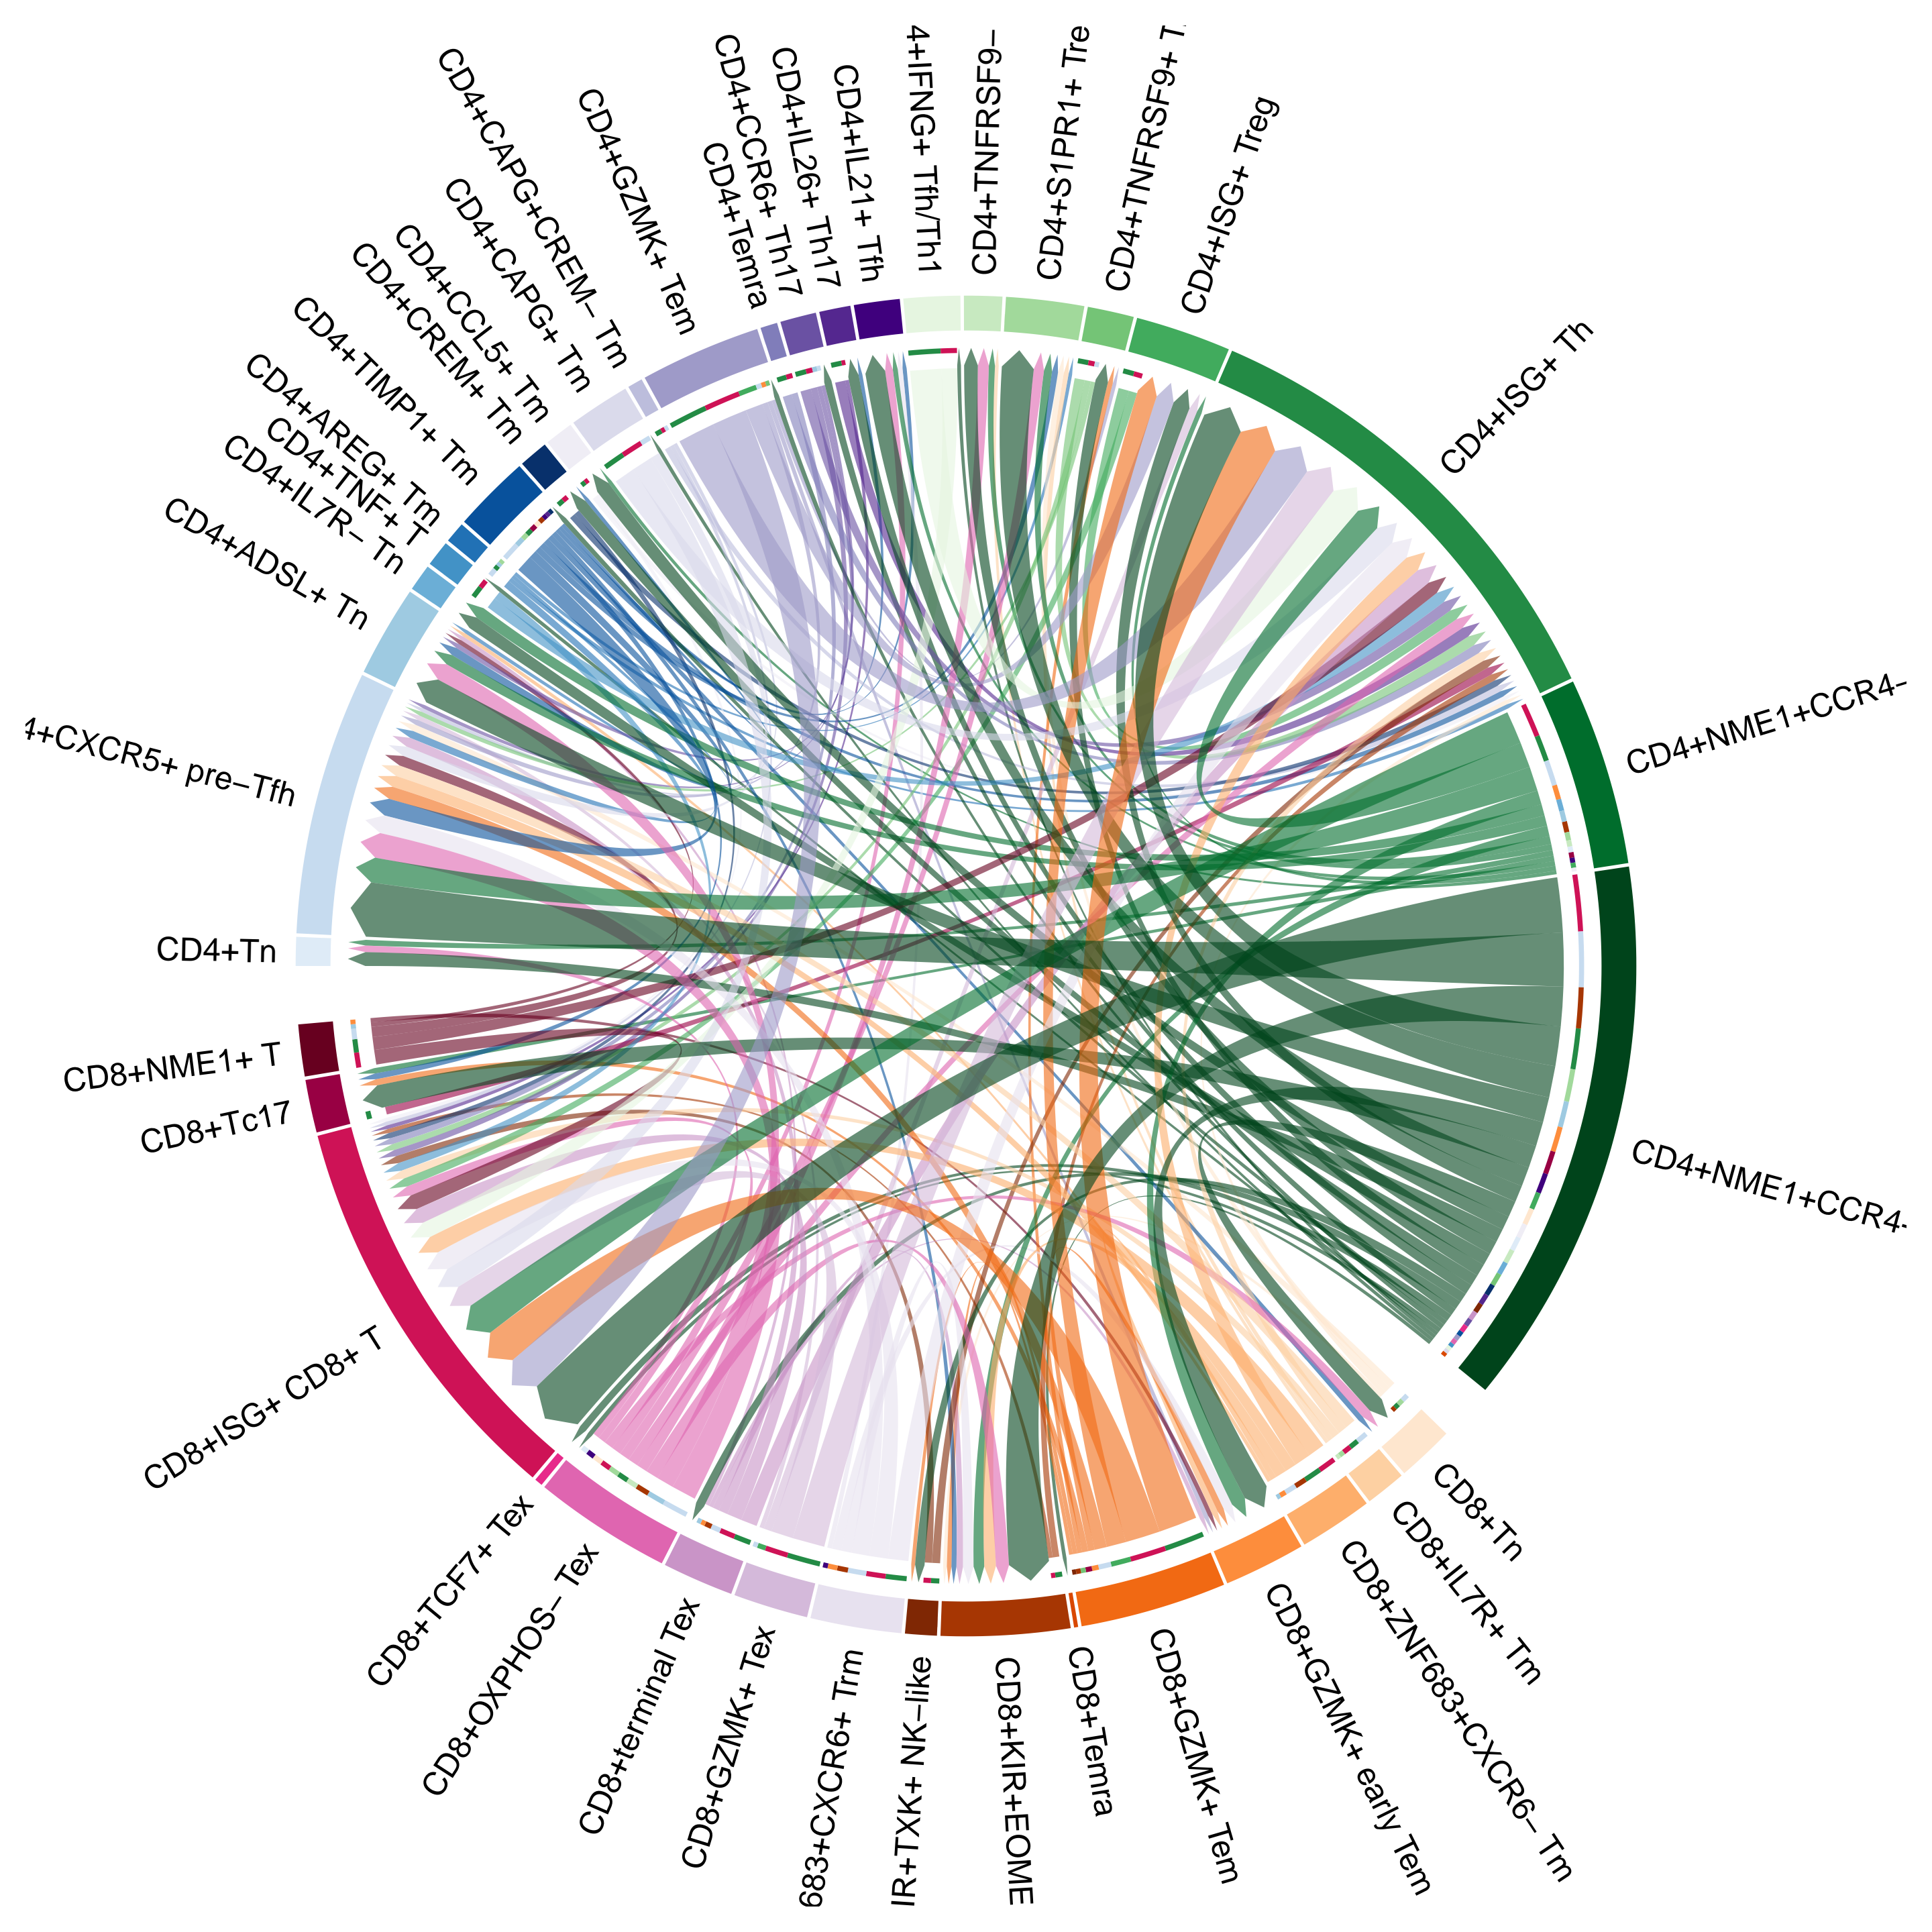 CD4+Tn
4+CXCR5+ pre–Tfh
CD4+ADSL+ Tn
CD4+IL7R– Tn
CD4+TNF+ T
CD4+AREG+ Tm
CD4+TIMP1+ Tm
CD4+CREM+ Tm
CD4+CCL5+ Tm
CD4+CAPG+ Tm
CD4+CAPG+CREM– Tm
CD4+GZMK+ Tem
CD4+Temra
CD4+CCR6+ Th17
CD4+IL26+ Th17
CD4+IL21+ Tfh
4+IFNG+ Tfh/Th1
CD4+TNFRSF9–
CD4+S1PR1+ Tre
CD4+TNFRSF9+ T
CD4+ISG+ Treg
CD4+ISG+ Th
CD4+NME1+CCR4-
CD4+NME1+CCR4-
CD8+Tn
CD8+IL7R+ Tm
CD8+ZNF683+CXCR6– Tm
CD8+GZMK+ early Tem
CD8+GZMK+ Tem
CD8+Temra
CD8+KIR+EOME
IR+TXK+ NK–like
683+CXCR6+ Trm
CD8+GZMK+ Tex
CD8+terminal Tex
CD8+OXPHOS– Tex
CD8+TCF7+ Tex
CD8+ISG+ CD8+ T
CD8+Tc17
CD8+NME1+ T